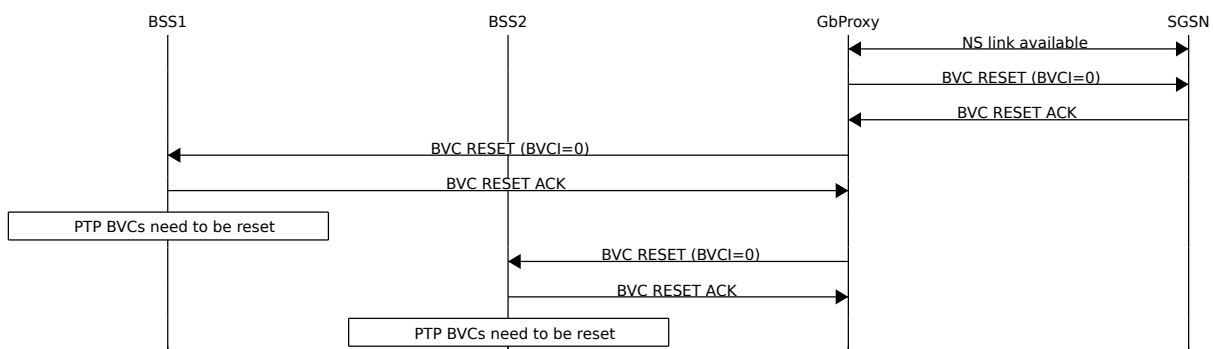 BSS1 BSS2 GbProxy SGSN
NS link available
BVC RESET (BVCI=0)
BVC RESET ACK
BVC RESET (BVCI=0)
BVC RESET ACK
PTP BVCs need to be reset
BVC RESET (BVCI=0)
BVC RESET ACK
PTP BVCs need to be reset